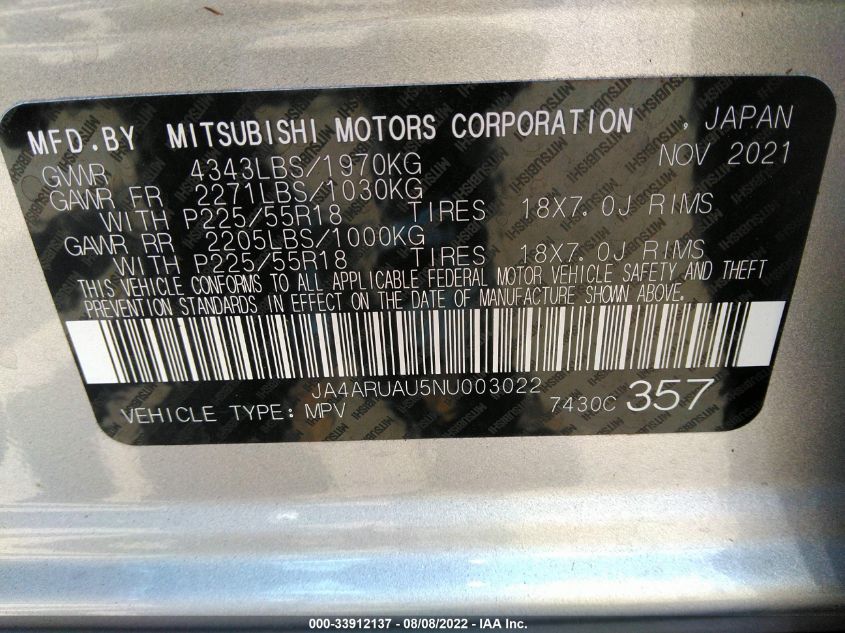 MFD.BY MITSUBISHI MOTORS CORPORATION , JAPAN
GVWR 4343LBS/1970KG NOV 2021
GAWR FR 2271LBS/1030KG
WITH P225/55R18 TIRES 18X7.0J RIMS
GAWR RR 2205LBS/1000KG
WITH P225/55R18 TIRES 18X7.0J RIMS
THIS VEHICLE CONFORMS TO ALL APPLICABLE FEDERAL MOTOR VEHICLE SAFETY AND THEFT
PREVENTION STANDARDS IN EFFECT ON THE DATE OF MANUFACTURE SHOWN ABOVE.
JA4ARUAU5NU003022
VEHICLE TYPE: MPV 7430C 357
000-33912137 - 08/08/2022 - IAA Inc.